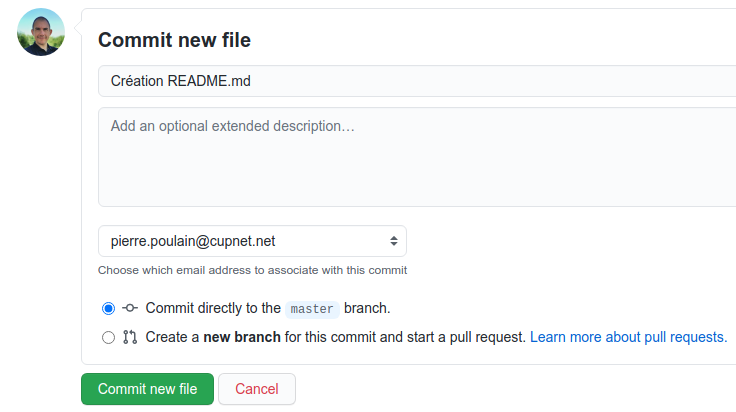 Commit new file
Création README.md
Add an optional extended description…
pierre.poulain@cupnet.net
Choose which email address to associate with this commit
Commit directly to the master branch.
Create a new branch for this commit and start a pull request. Learn more about pull requests.
Commit new file Cancel